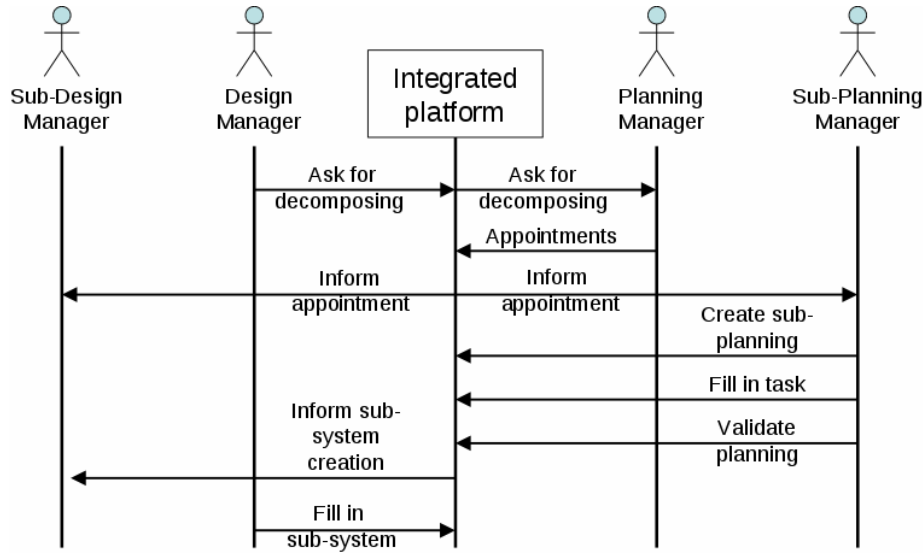 Sub-Design
Manager
Design
Manager
Integrated
platform
Planning
Manager
Sub-Planning
Manager
Ask for
decomposing
Ask for
decomposing
Appointments
Inform
appointment
Inform
appointment
Create sub-
planning
Fill in task
Inform sub-
system
creation
Validate
planning
Fill in
sub-system